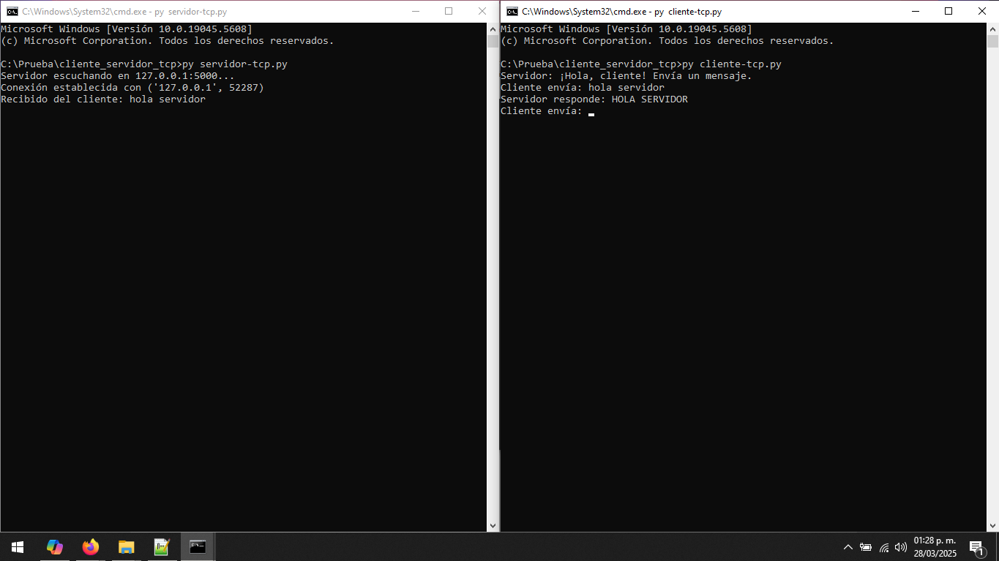 C:\Windows\System32\cmd.exe - py servidor-tcp.py
Microsoft Windows [Versión 10.0.19045.5608]
(c) Microsoft Corporation. Todos los derechos reservados.
C:\Prueba\cliente_servidor_tcp>py servidor-tcp.py
Servidor escuchando en 127.0.0.1:5000...
Conexión establecida con ('127.0.0.1', 52287)
Recibido del cliente: hola servidor
C:\Windows\System32\cmd.exe - py cliente-tcp.py
Microsoft Windows [Versión 10.0.19045.5608]
(c) Microsoft Corporation. Todos los derechos reservados.
C:\Prueba\cliente_servidor_tcp>py cliente-tcp.py
Servidor: ¡Hola, cliente! Envía un mensaje.
Cliente envía: hola servidor
Servidor responde: HOLA SERVIDOR
Cliente envía:
01:28 p. m.
28/03/2025
1